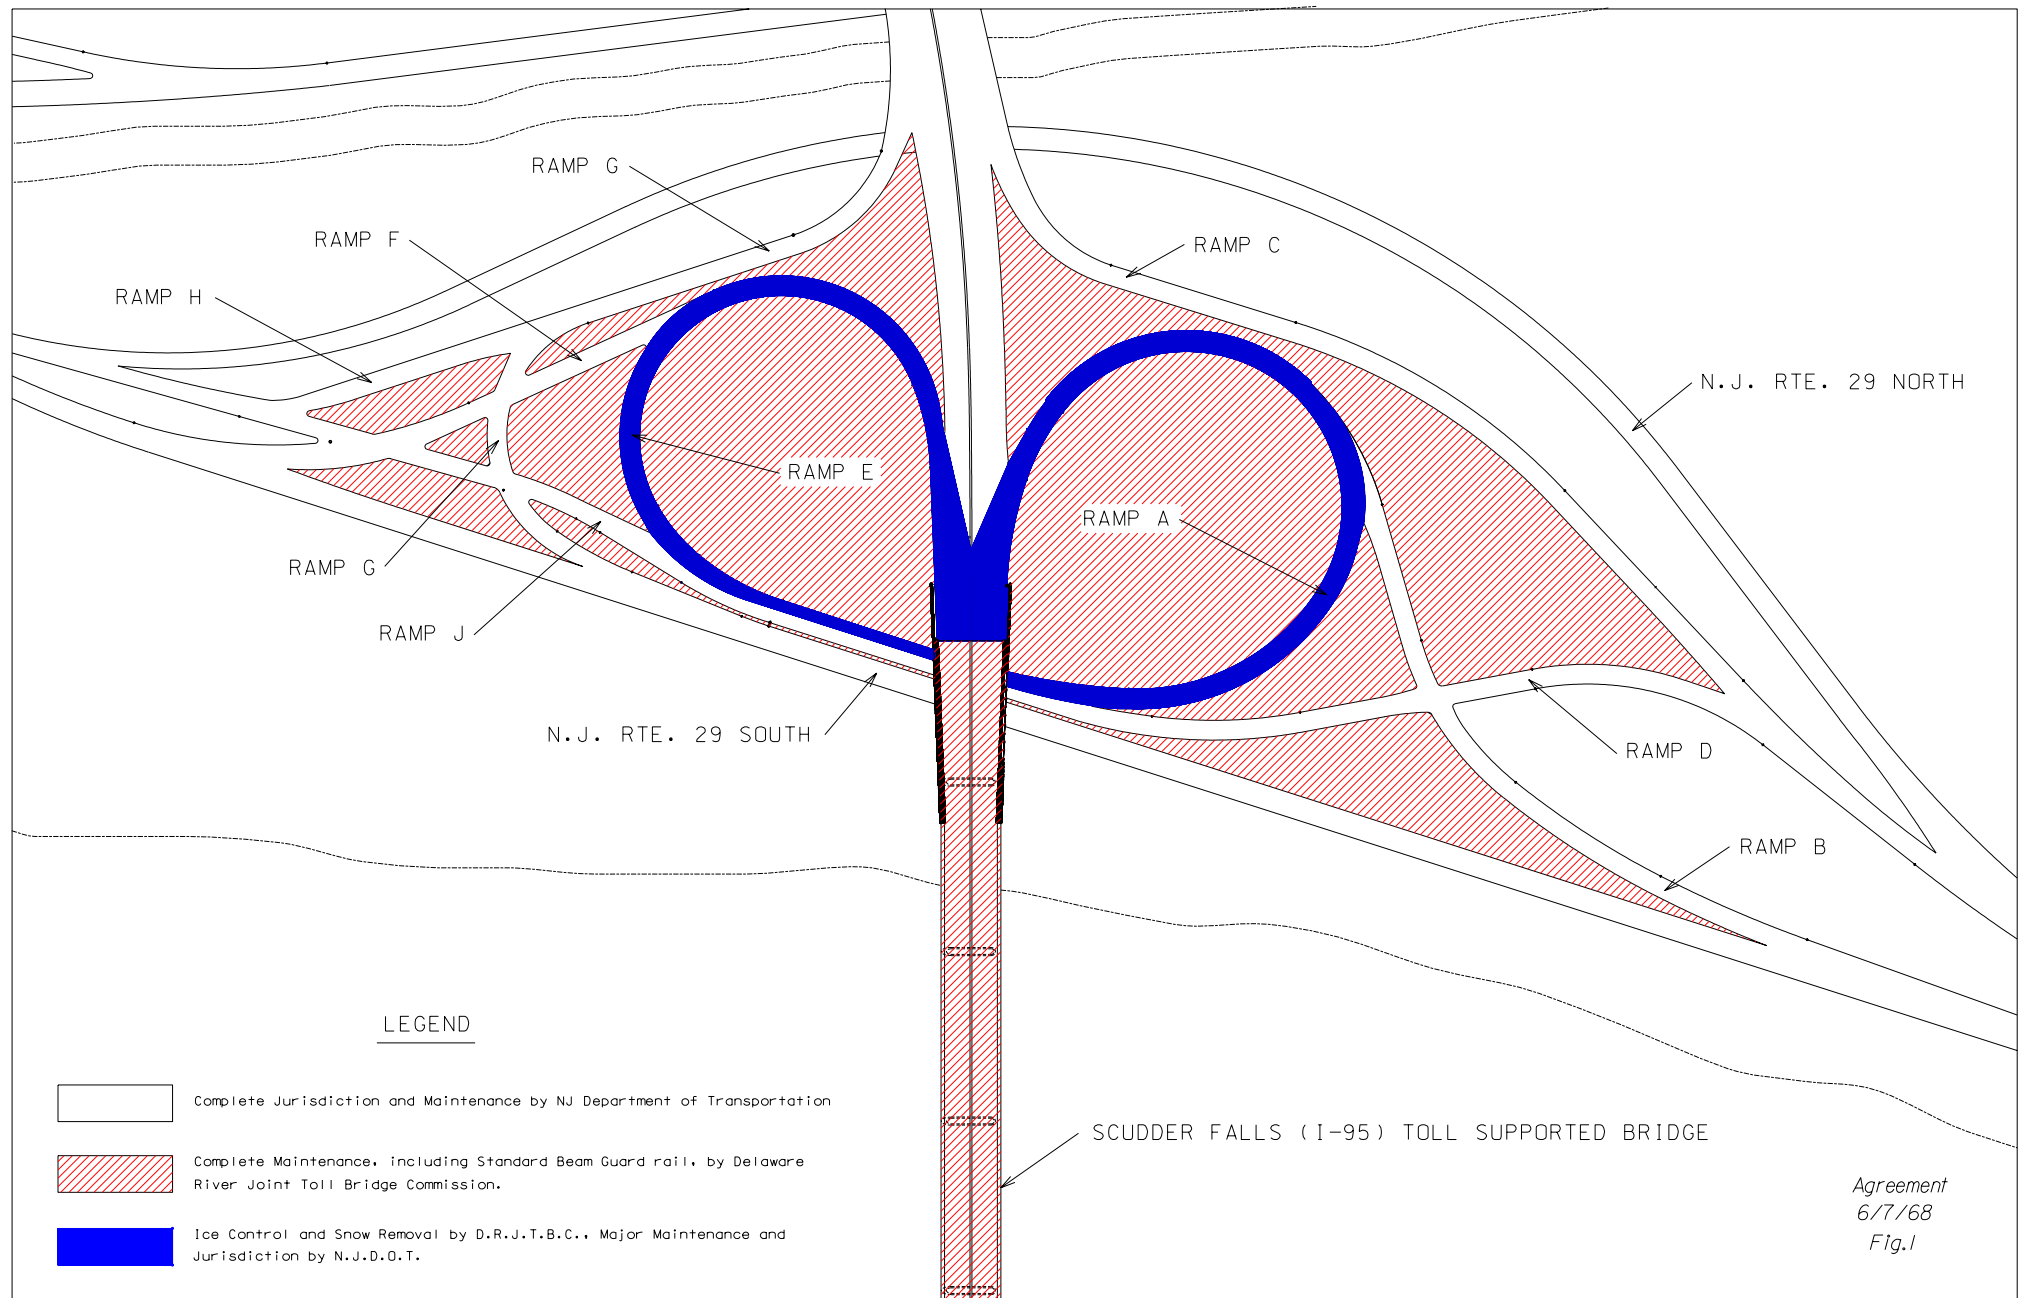 RAMP G
RAMP F
RAMP C
RAMP H
N.J. RTE. 29 NORTH
RAMP E
RAMP A
RAMP G
RAMP J
N.J. RTE. 29 SOUTH
RAMP D
RAMP B
LEGEND
Complete Jurisdiction and Maintenance by NJ Department of Transportation
SCUDDER FALLS (I-95) TOLL SUPPORTED BRIDGE
Complete Maintenance, including Standard Beam Guard rail, by Delaware
River Joint Toll Bridge Commission.
Agreement
6/7/68
Fig.1
Ice Control and Snow Removal by D.R.J.T.B.C., Major Maintenance and
Jurisdiction by N.J.D.O.T.